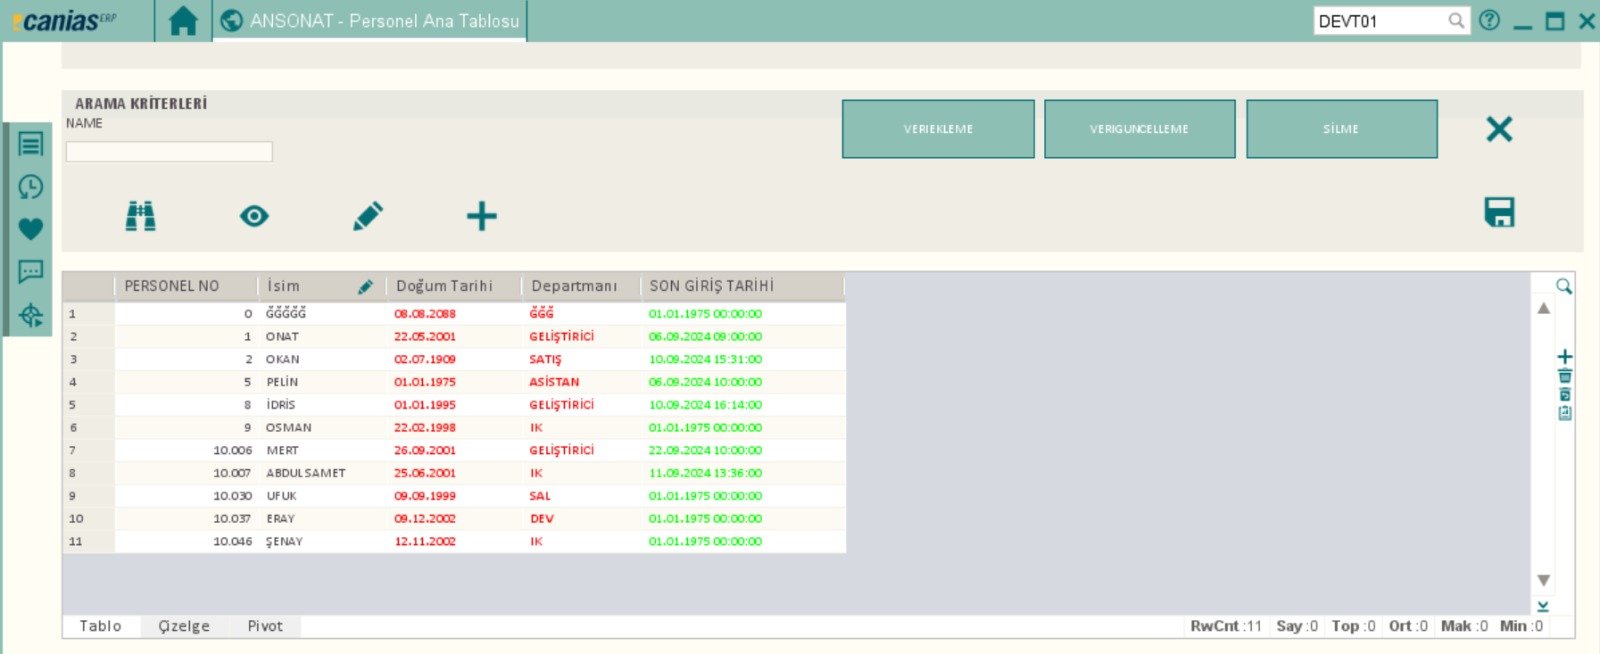 canias ERP ANSONAT - Personel Ana Tablosu DEVT01
ARAMA KRİTERLERİ
NAME
VERIEKLEME VERIGUNCELLEME SİLME
PERSONEL NO İsim Doğum Tarihi Departmanı SON GİRİŞ TARİHİ
1 0 ĞĞĞĞĞ 08.08.2088 ĞĞĞ 01.01.1975 00:00:00
2 1 ONAT 22.05.2001 GELİŞTİRİCİ 06.09.2024 09:00:00
3 2 OKAN 02.07.1909 SATIŞ 10.09.2024 15:31:00
4 5 PELİN 01.01.1975 ASİSTAN 06.09.2024 10:00:00
5 8 İDRİS 01.01.1995 GELİŞTİRİCİ 10.09.2024 16:14:00
6 9 OSMAN 22.02.1998 IK 01.01.1975 00:00:00
7 10.006 MERT 26.09.2001 GELİŞTİRİCİ 22.09.2024 10:00:00
8 10.007 ABDULSAMET 25.06.2001 IK 11.09.2024 13:36:00
9 10.030 UFUK 09.09.1999 SAL 01.01.1975 00:00:00
10 10.037 ERAY 09.12.2002 DEV 01.01.1975 00:00:00
11 10.046 ŞENAY 12.11.2002 IK 01.01.1975 00:00:00
Tablo Çizelge Pivot RwCnt :11 Say :0 Top :0 Ort :0 Mak :0 Min :0